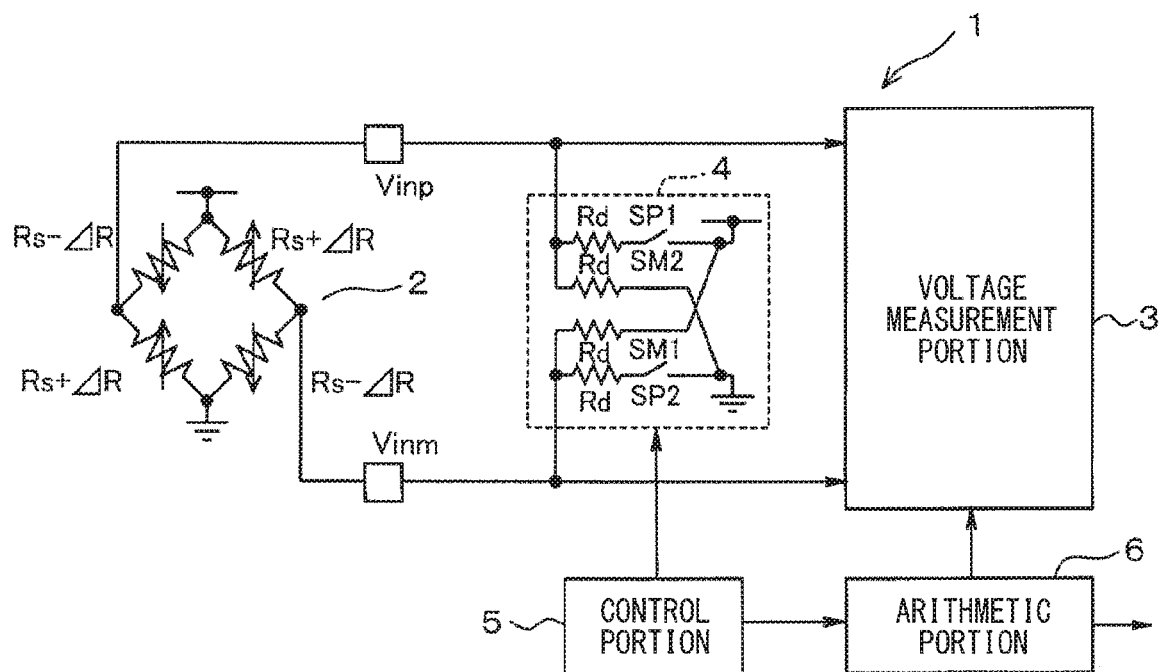 1
Vinp
4
Rs-⊿R
Rs+⊿R
Rd SP1
SM2
Rd
2
VOLTAGE
MEASUREMENT
PORTION
3
Rd SM1
Rs+⊿R
Rs-⊿R
Rd SP2
Vinm
6
5
CONTROL
PORTION
ARITHMETIC
PORTION